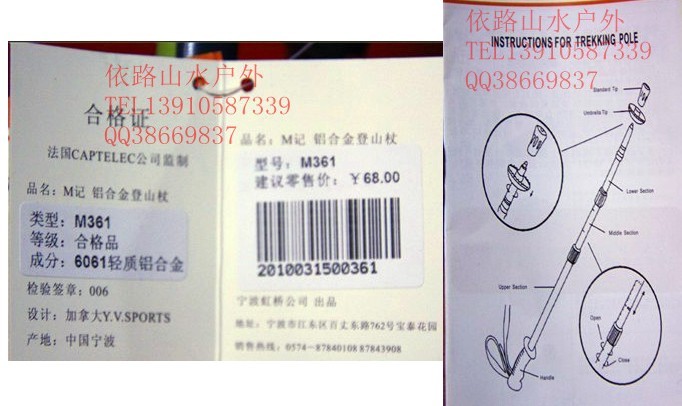 依路山水户外
TEL13910587339
QQ38669837
合格证
法国CAPTELEC公司监制
品名：M记 铝合金登山杖
类型：M361
等级：合格品
成分：6061轻质铝合金
检验签章：006
设计：加拿大Y.V.SPORTS
产地：中国宁波
品名：M记 铝合金登山杖
型号：M361
建议零售价：￥68.00
2010031500361
宁波虹桥公司 出品
地址：宁波市江东区百丈东路762号宝泰花园
销售热线：0574-87840108 87843908
依路山水户外
TEL13910587339
QQ38669837
INSTRUCTIONS FOR TREKKING POLE
Standard Tip
Umbrella Tip
Lower Section
Middle Section
Upper Section
Open
Close
Handle